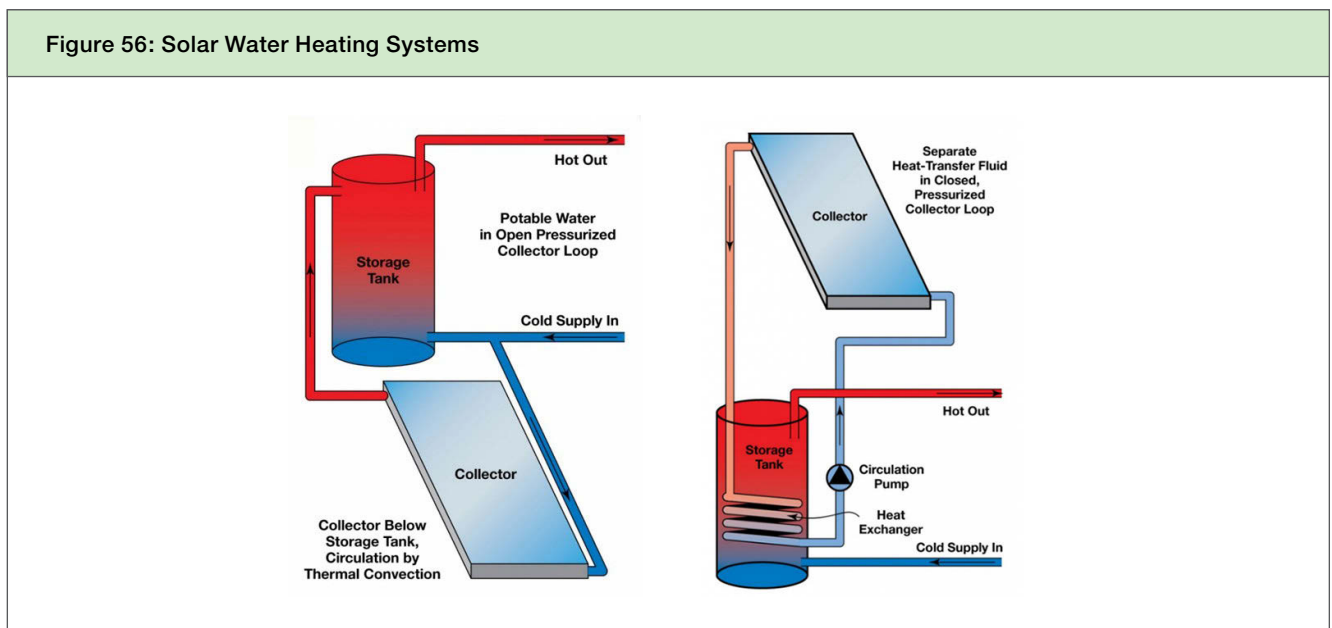 Figure 56: Solar Water Heating Systems
Hot Out
Potable Water
in Open Pressurized
Collector Loop
Storage
Tank
Cold Supply In
Collector
Collector Below
Storage Tank,
Circulation by
Thermal Convection
Separate
Heat-Transfer Fluid
in Closed,
Pressurized
Collector Loop
Collector
Hot Out
Storage
Tank
Circulation
Pump
Heat
Exchanger
Cold Supply In